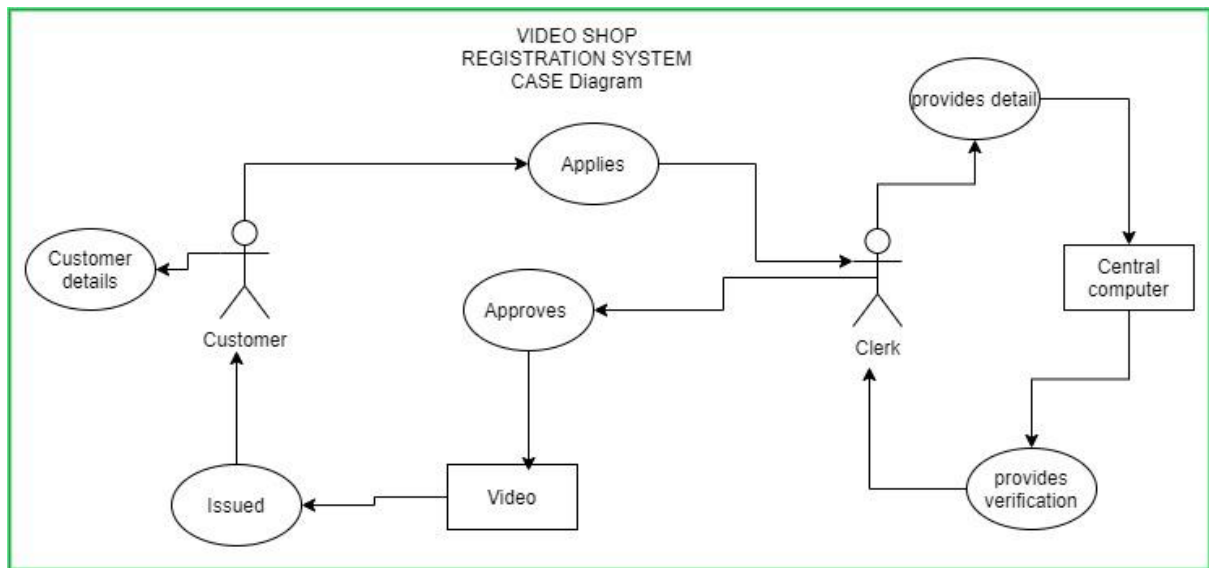 VIDEO SHOP
REGISTRATION SYSTEM
CASE Diagram
provides detail
Applies
Customer
details
Central
computer
Approves
Customer
Clerk
Issued
Video
provides
verification